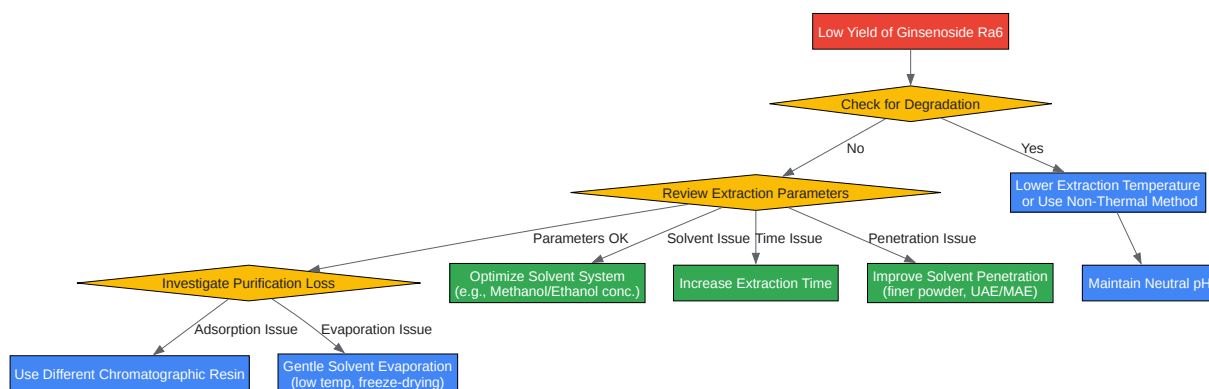 Low Yield of Ginsenoside Ra6
Check for Degradation
No
Yes
Review Extraction Parameters
Lower Extraction Temperature
or Use Non-Thermal Method
Parameters OK
Solvent Issue
Time Issue
Penetration Issue
Investigate Purification Loss
Optimize Solvent System
(e.g., Methanol/Ethanol conc.)
Increase Extraction Time
Improve Solvent Penetration
(finer powder, UAE/MAE)
Maintain Neutral pH
Adsorption Issue
Evaporation Issue
Use Different Chromatographic Resin
Gentle Solvent Evaporation
(low temp, freeze-drying)